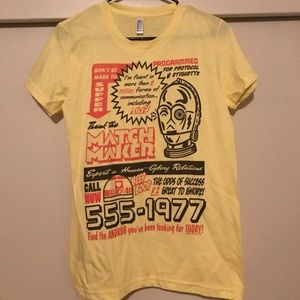 DON'T BE
MADE TO
SUFFER
I'm fluent in
more than 6
million forms of
communication
including
LOVE!
PROGRAMMED
FOR PROTOCOL
& ETIQUETTE
Thank the
MATCH
MAKER
Expert in Human-Cyborg Relations
CALL
NOW
THE ODDS OF SUCCESS
GREAT TO IGNORE!
555-1977
Find the ANDROID you've been looking for TODAY!